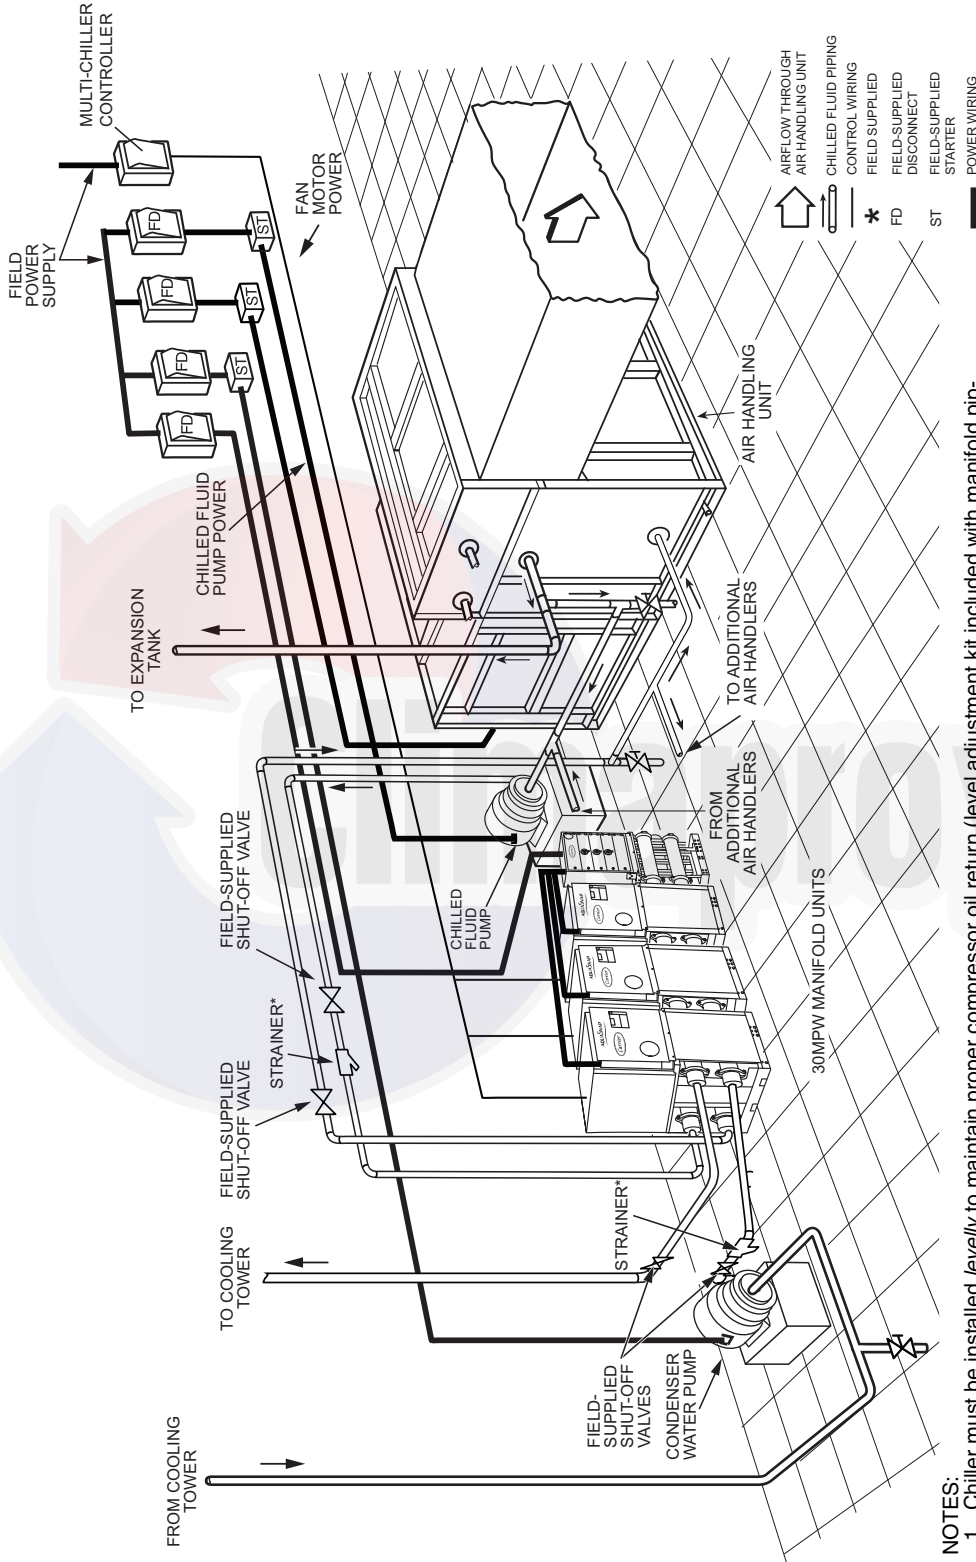 FROM COOLING
TOWER
TO COOLING
TOWER
FIELD-SUPPLIED
SHUT-OFF VALVE
STRAINER*
FIELD-SUPPLIED
SHUT-OFF VALVE
TO EXPANSION
TANK
CHILLED FLUID
PUMP POWER
FIELD
POWER
SUPPLY
MULTI-CHILLER
CONTROLLER
FD
FD
FD
FD
ST
ST
ST
FAN
MOTOR
POWER
CHILLED
FLUID
PUMP
STRAINER*
FIELD-
SUPPLIED
SHUT-OFF
VALVES
CONDENSER
WATER PUMP
30MPW MANIFOLD UNITS
FROM
ADDITIONAL
AIR HANDLERS
TO ADDITIONAL
AIR HANDLERS
AIR HANDLING
UNIT
AIRFLOW THROUGH
AIR HANDLING UNIT
CHILLED FLUID PIPING
CONTROL WIRING
* FIELD SUPPLIED
FD FIELD-SUPPLIED
DISCONNECT
ST FIELD-SUPPLIED
STARTER
POWER WIRING
NOTES:
1. Chiller must be installed levelly to maintain proper compressor oil return (level adjustment kit included with manifold pip-